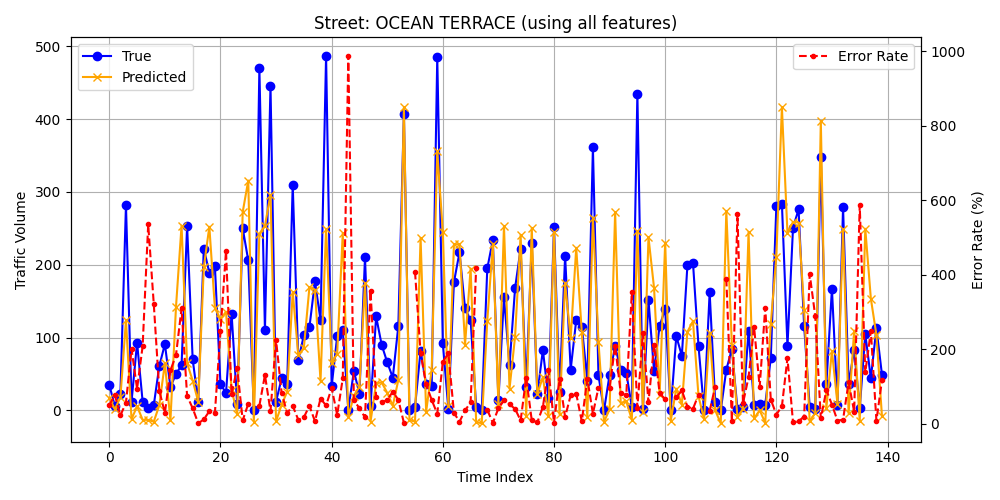 Street: OCEAN TERRACE (using all features)
True
Predicted
Error Rate
Traffic Volume
500
400
300
200
100
0
1000
800
600
400
200
0
Error Rate (%)
0 20 40 60 80 100 120 140
Time Index